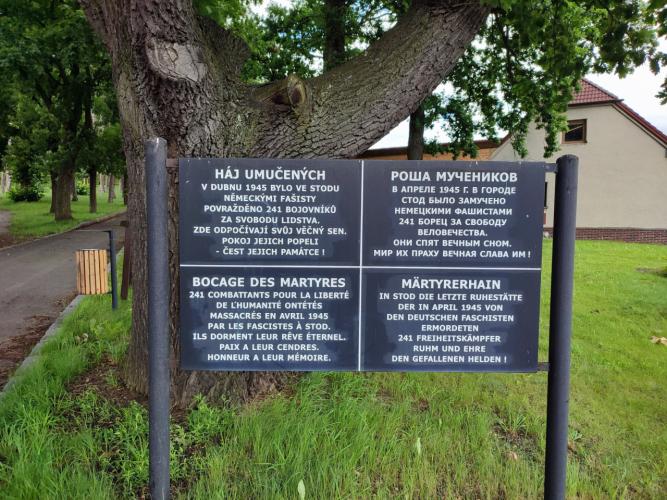 HÁJ UMUČENÝCH
V DUBNU 1945 BYLO VE STODU
NĚMECKÝMI FAŠISTY
POVRAŽDĚNO 241 BOJOVNÍKŮ
ZA SVOBODU LIDSTVA.
ZDE ODPOČÍVAJÍ SVŮJ VĚČNÝ SEN.
POKOJ JEJICH POPELI
- ČEST JEJICH PAMÁTCE !
РОША МУЧЕНИКОВ
В АПРЕЛЕ 1945 Г. В ГОРОДЕ
СТОД БЫЛО ЗАМУЧЕНО
НЕМЕЦКИМИ ФАШИСТАМИ
241 БОРЕЦ ЗА СВОБОДУ
ВЕЛОВЕЧЕСТВА.
ОНИ СПЯТ ВЕЧНЫМ СНОМ.
МИР ИХ ПРАХУ ВЕЧНАЯ СЛАВА ИМ !
BOCAGE DES MARTYRES
241 COMBATTANTS POUR LA LIBERTÉ
DE L'HUMANITÉ ONTÉTÉS
MASSACRÉS EN AVRIL 1945
PAR LES FASCISTES À STOD.
ILS DORMENT LEUR RÊVE ÉTERNEL.
PAIX A LEUR CENDRES.
HONNEUR A LEUR MÉMOIRE.
MÄRTYRERHAIN
IN STOD DIE LETZTE RUHESTÄTTE
DER IN APRIL 1945 VON
DEN DEUTSCHEN FASCHISTEN
ERMORDETEN
241 FREIHEITSKÄMPFER
RUHM UND EHRE
DEN GEFALLENEN HELDEN !